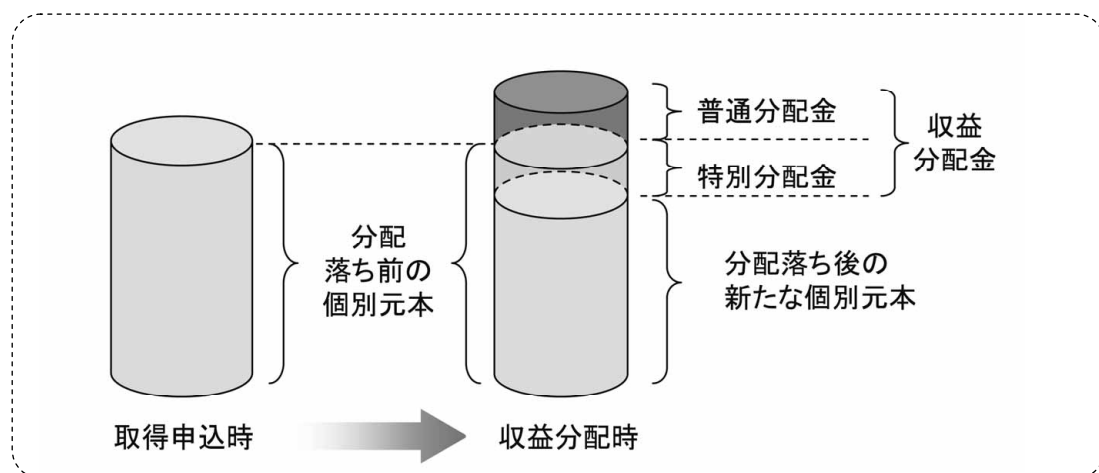 普通分配金
特別分配金
収益
分配金
分配
落ち前の
個別元本
分配落ち後の
新たな個別元本
取得申込時
収益分配時